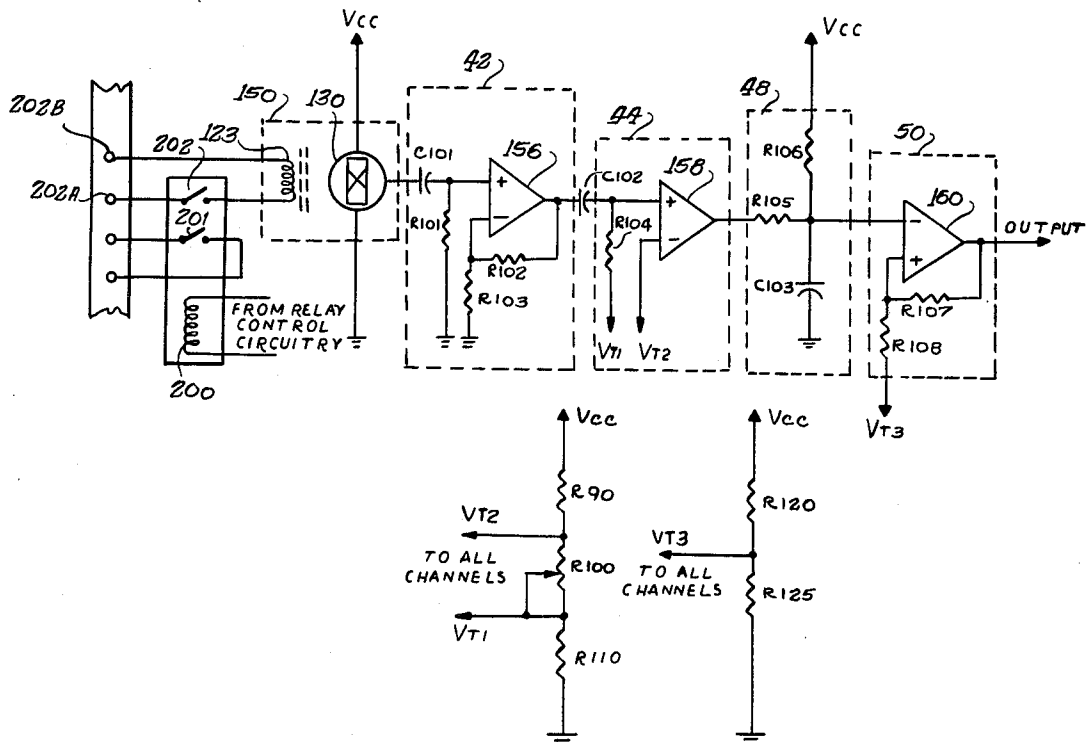 Vcc
42
Vcc
202B
150
130
44
48
123
202
156
C102
158
50
C101
R106
160
202A
201
R101
R104
R105
OUTPUT
R102
C103
R103
R107
FROM RELAY
CONTROL
CIRCUITRY
VT1
VT2
R108
200
VT3
Vcc
Vcc
R90
R120
VT2
VT3
TO ALL
CHANNELS
R100
TO ALL
CHANNELS
R125
VT1
R110